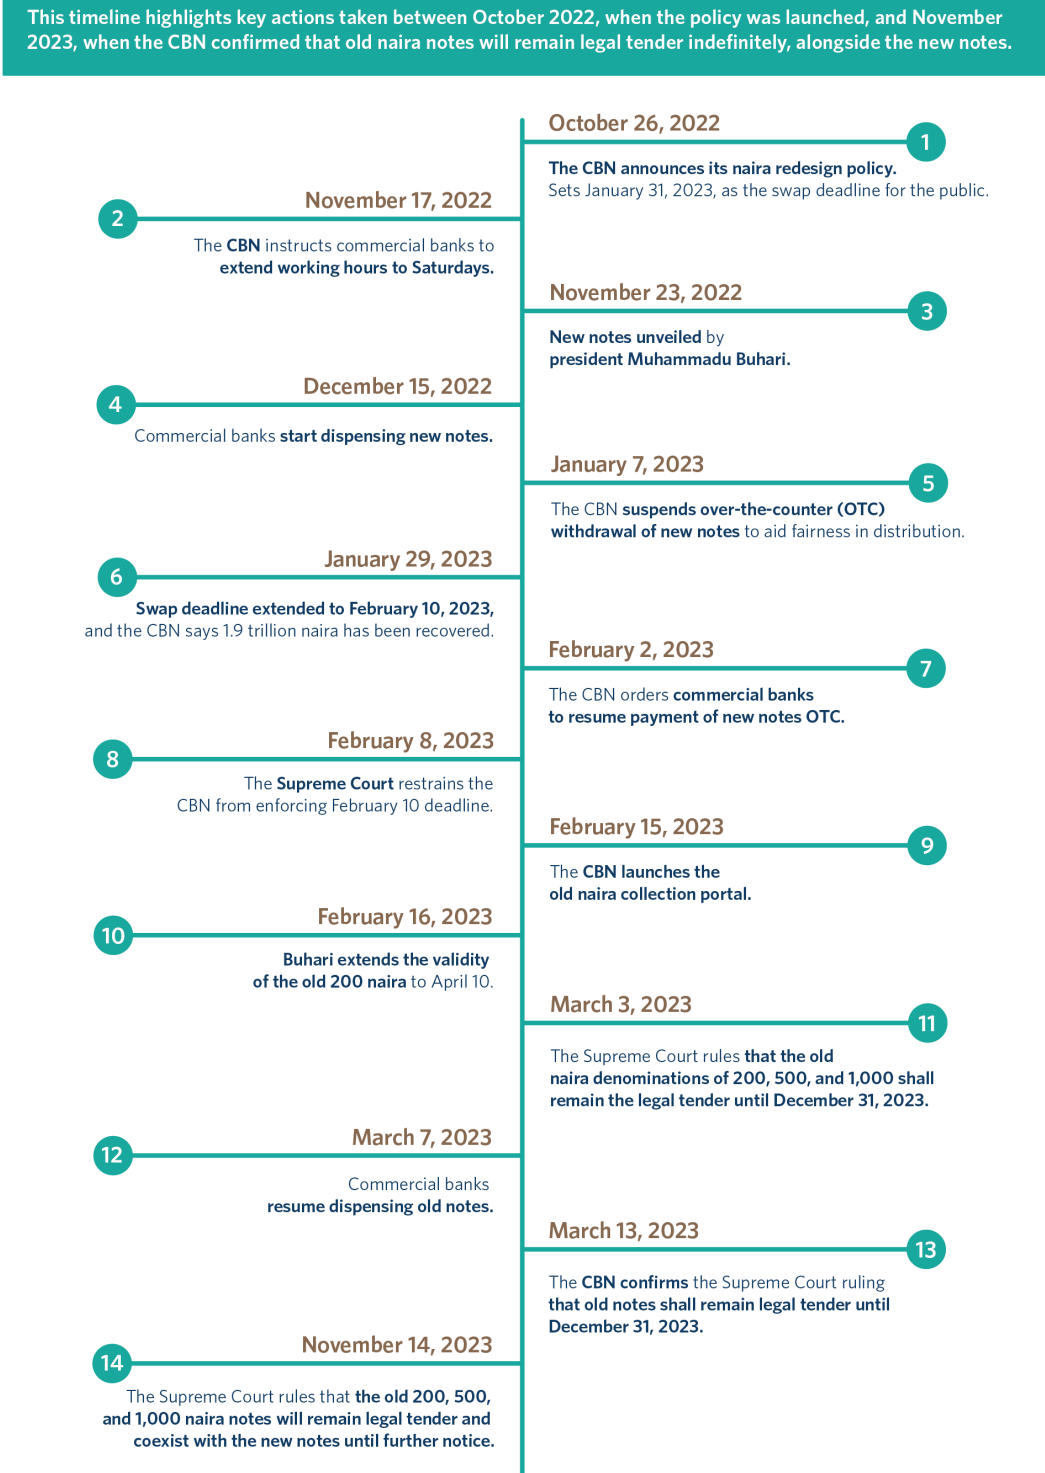 This timeline highlights key actions taken between October 2022, when the policy was launched, and November
2023, when the CBN confirmed that old naira notes will remain legal tender indefinitely, alongside the new notes.
October 26, 2022
1
The CBN announces its naira redesign policy.
Sets January 31, 2023, as the swap deadline for the public.
November 17, 2022
2
The CBN instructs commercial banks to
extend working hours to Saturdays.
November 23, 2022
3
New notes unveiled by
president Muhammadu Buhari.
December 15, 2022
4
Commercial banks start dispensing new notes.
January 7, 2023
5
The CBN suspends over-the-counter (OTC)
withdrawal of new notes to aid fairness in distribution.
January 29, 2023
6
Swap deadline extended to February 10, 2023,
and the CBN says 1.9 trillion naira has been recovered.
February 2, 2023
7
The CBN orders commercial banks
to resume payment of new notes OTC.
February 8, 2023
8
The Supreme Court restrains the
CBN from enforcing February 10 deadline.
February 15, 2023
9
The CBN launches the
old naira collection portal.
February 16, 2023
10
Buhari extends the validity
of the old 200 naira to April 10.
March 3, 2023
11
The Supreme Court rules that the old
naira denominations of 200, 500, and 1,000 shall
remain the legal tender until December 31, 2023.
March 7, 2023
12
Commercial banks
resume dispensing old notes.
March 13, 2023
13
The CBN confirms the Supreme Court ruling
that old notes shall remain legal tender until
December 31, 2023.
November 14, 2023
14
The Supreme Court rules that the old 200, 500,
and 1,000 naira notes will remain legal tender and
coexist with the new notes until further notice.